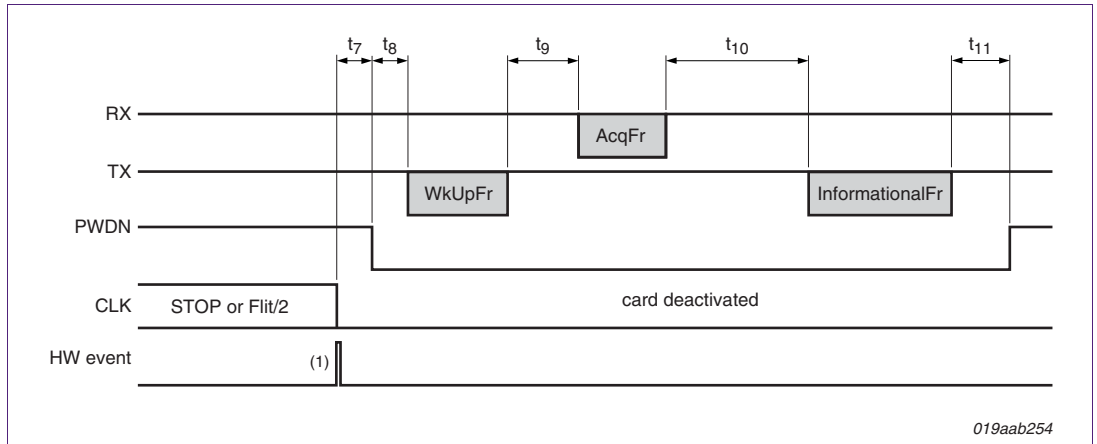 t7 t8 t9 t10 t11
RX
AcqFr
TX
WkUpFr InformationalFr
PWDN
CLK STOP or Flit/2 card deactivated
HW event (1)
019aab254